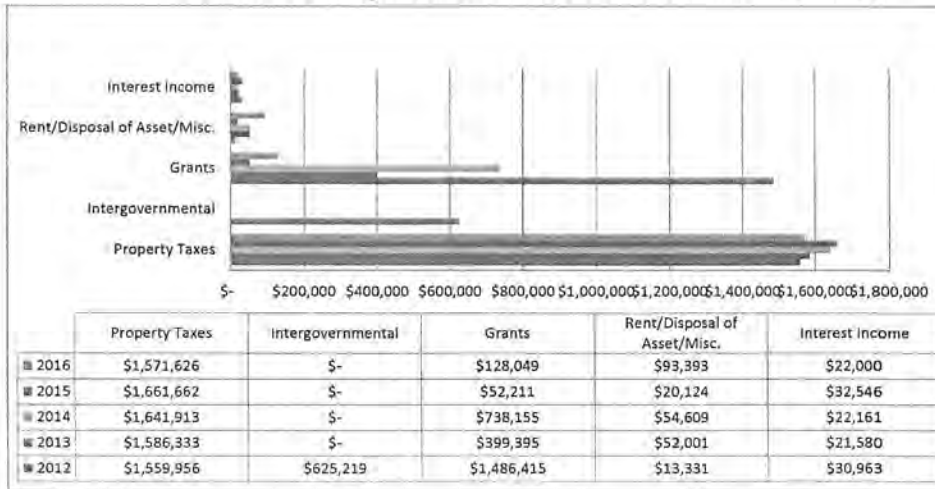 Interest Income
Rent/Disposal of Asset/Misc.
Grants
Intergovernmental
Property Taxes
$- $200,000 $400,000 $600,000 $800,000 $1,000,000 $1,200,000 $1,400,000 $1,600,000 $1,800,000
Property Taxes Intergovernmental Grants Rent/Disposal of Asset/Misc. Interest Income
2016 $1,571,626 $- $128,049 $93,393 $22,000
2015 $1,661,662 $- $52,211 $20,124 $32,546
2014 $1,641,913 $- $738,155 $54,609 $22,161
2013 $1,586,333 $- $399,395 $52,001 $21,580
2012 $1,559,956 $625,219 $1,486,415 $13,331 $30,963